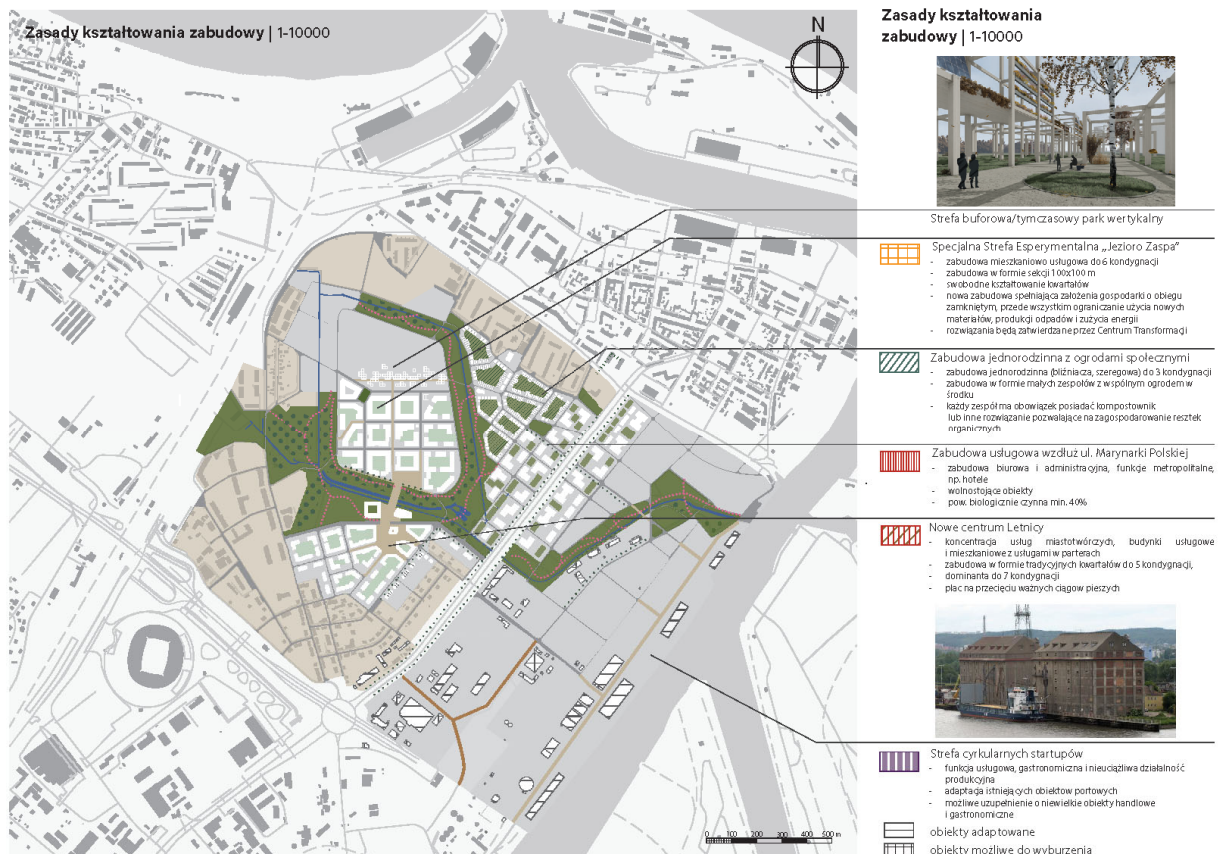 Zasady kształtowania zabudowy | 1-10000
N
0 100 200 300 400 500 m
Zasady kształtowania
zabudowy | 1-10000
Strefa buforowa/tymczasowy park wertykalny
Specjalna Strefa Esperymentalna „Jezioro Zaspa"
- zabudowa mieszkaniowo usługowa do 6 kondygnacji
- zabudowa w formie sekcji 100x100 m
- swobodne kształtowanie kwartałów
- nowa zabudowa spełniająca założenia gospodarki o obiegu
zamkniętym, przede wszystkim ograniczanie użycia nowych
materiałów, produkcji odpadów i zużycia energii
- rozwiązania będą zatwierdzane przez Centrum Transformacji
Zabudowa jednorodzinna z ogrodami społecznymi
- zabudowa jednorodzinna (bliźniacza, szeregowa) do 3 kondygnacji
- zabudowa w formie małych zespołów z wspólnym ogrodem w
środku
- każdy zespół ma obowiązek posiadać kompostownik
lub inne rozwiązanie pozwalające na zagospodarowanie resztek
organicznych
Zabudowa usługowa wzdłuż ul. Marynarki Polskiej
- zabudowa biurowa i administracyjna, funkcje metropolitalne,
np. hotele
- wolnostojące obiekty
- pow. biologicznie czynna min. 40%
Nowe centrum Letnicy
- koncentracja usług miastotwórczych, budynki usługowe
i mieszkaniowe z usługami w parterach
- zabudowa w formie tradycyjnych kwartałów do 5 kondygnacji,
- dominanta do 7 kondygnacji
- plac na przecięciu ważnych ciągow pieszych
Strefa cyrkularnych startupów
- funkcja usługowa, gastronomiczna i nieuciążliwa działalność
produkcyjna
- adaptacja istniejących obiektow portowych
- możliwe uzupełnienie o niewielkie obiekty handlowe
i gastronomiczne
obiekty adaptowane
obiekty możliwe do wyburzenia